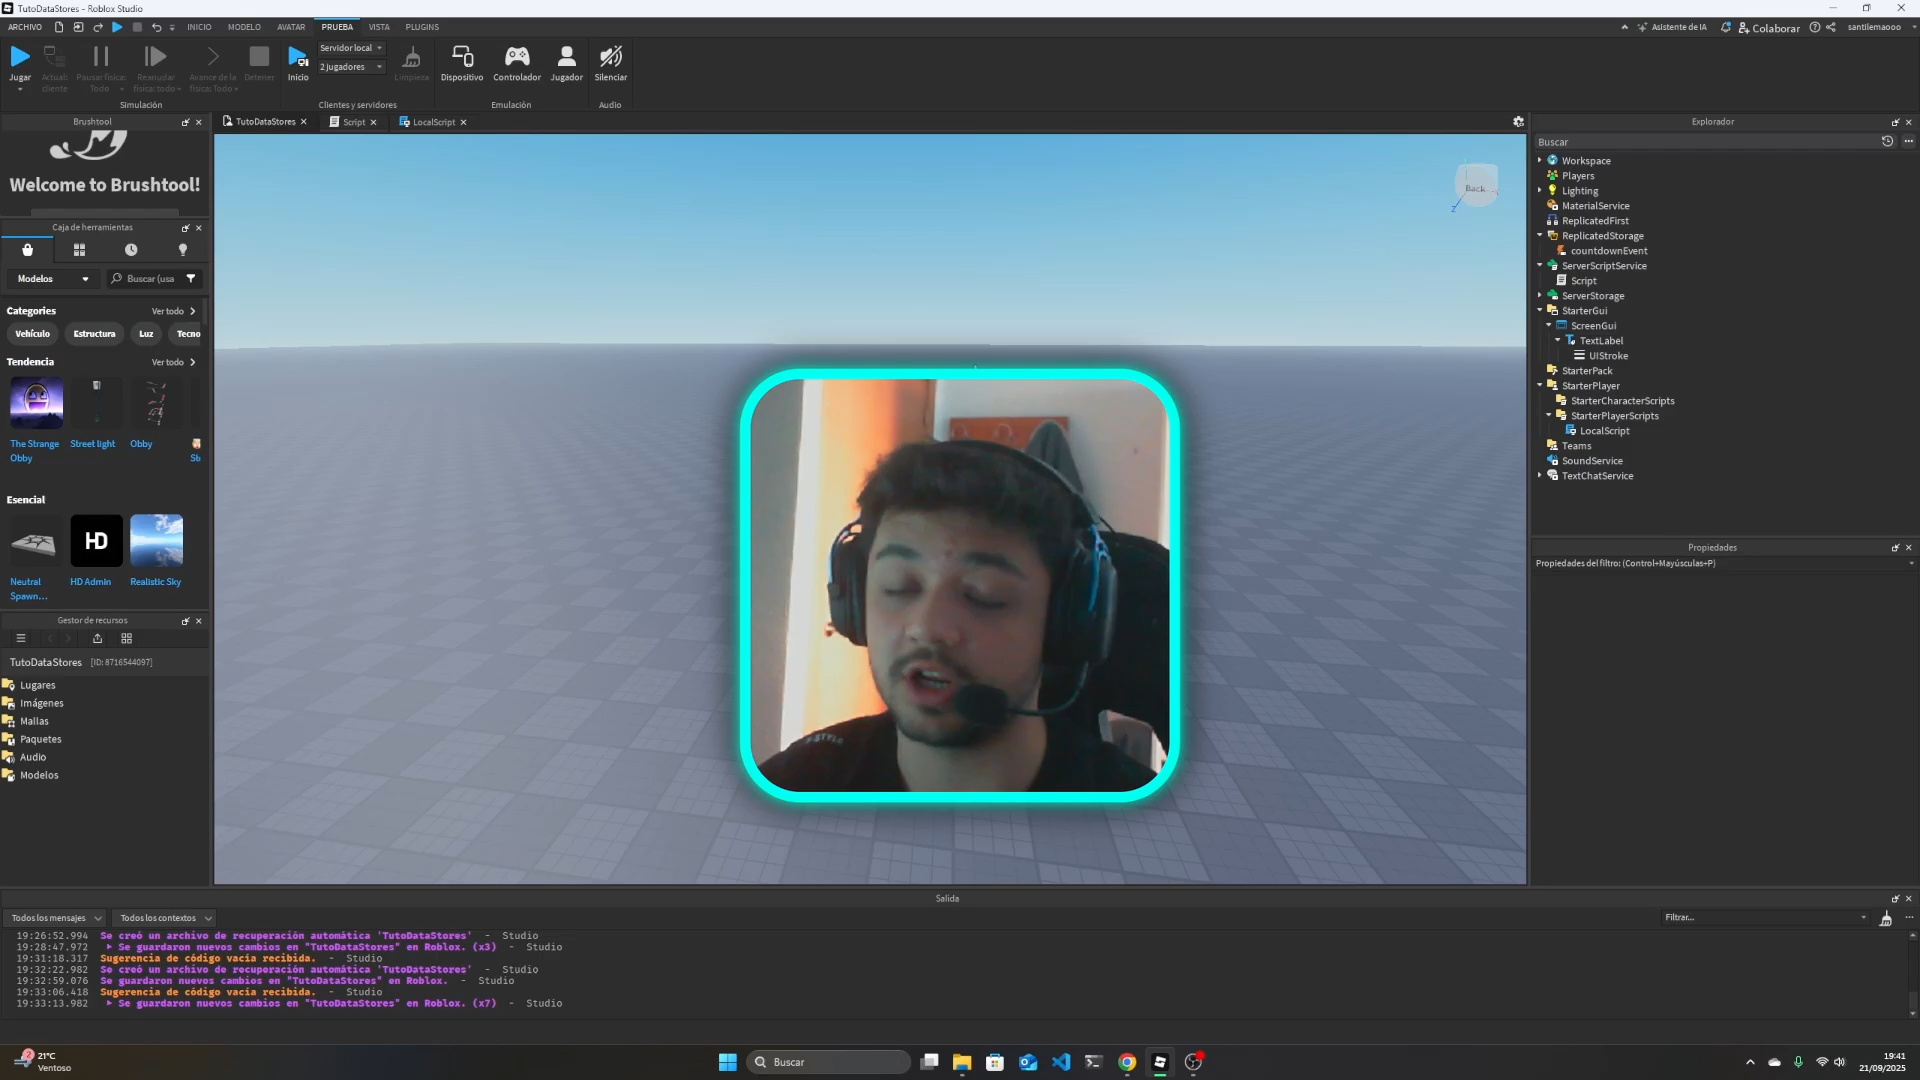 TutoDataStores - Roblox Studio
ARCHIVO INICIO MODELO AVATAR PRUEBA VISTA PLUGINS Asistente de IA Colaborar santilemaooo
Jugar
Actual:
cliente
Pausar física:
Todo
Reanudar
física: todo
Avance de la
física: Todo
Detener
Simulación
Inicio
Servidor local
2 jugadores
Limpieza
Clientes y servidores
Dispositivo Controlador Jugador
Emulación
Silenciar
Audio
Brushtool
Welcome to Brushtool!
Caja de herramientas
Modelos Buscar (usa
Categories Ver todo
Vehículo Estructura Luz Tecno
Tendencia Ver todo
The Strange
Obby
Street light
Obby
Sb
Esencial
HD
Neutral
Spawn...
HD Admin
Realistic Sky
Gestor de recursos
TutoDataStores [ID: 8716544097]
Lugares
Imágenes
Mallas
Paquetes
Audio
Modelos
TutoDataStores Script LocalScript
Back
Z
Explorador
Buscar
Workspace
Players
Lighting
MaterialService
ReplicatedFirst
ReplicatedStorage
countdownEvent
ServerScriptService
Script
ServerStorage
StarterGui
ScreenGui
TextLabel
UIStroke
StarterPack
StarterPlayer
StarterCharacterScripts
StarterPlayerScripts
LocalScript
Teams
SoundService
TextChatService
Propiedades
Propiedades del filtro: (Control+Mayúsculas+P)
Salida
Todos los mensajes Todos los contextos Filtrar...
19:26:52.994 Se creó un archivo de recuperación automática 'TutoDataStores' - Studio
19:28:47.972 Se guardaron nuevos cambios en "TutoDataStores" en Roblox. (x3) - Studio
19:31:18.317 Sugerencia de código vacía recibida. - Studio
19:32:22.982 Se creó un archivo de recuperación automática 'TutoDataStores' - Studio
19:32:59.076 Se guardaron nuevos cambios en "TutoDataStores" en Roblox. - Studio
19:33:06.418 Sugerencia de código vacía recibida. - Studio
19:33:13.982 Se guardaron nuevos cambios en "TutoDataStores" en Roblox. (x7) - Studio
21°C
Ventoso
Buscar
19:41
21/09/2025